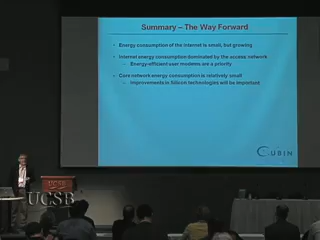 Summary – The Way Forward
• Energy consumption of the Internet is small, but growing
• Internet energy consumption dominated by the access network
– Energy-efficient user modems are a priority
• Core network energy consumption is relatively small
– Improvements in Silicon technologies will be important
CUBIN
UCSB
UCSB